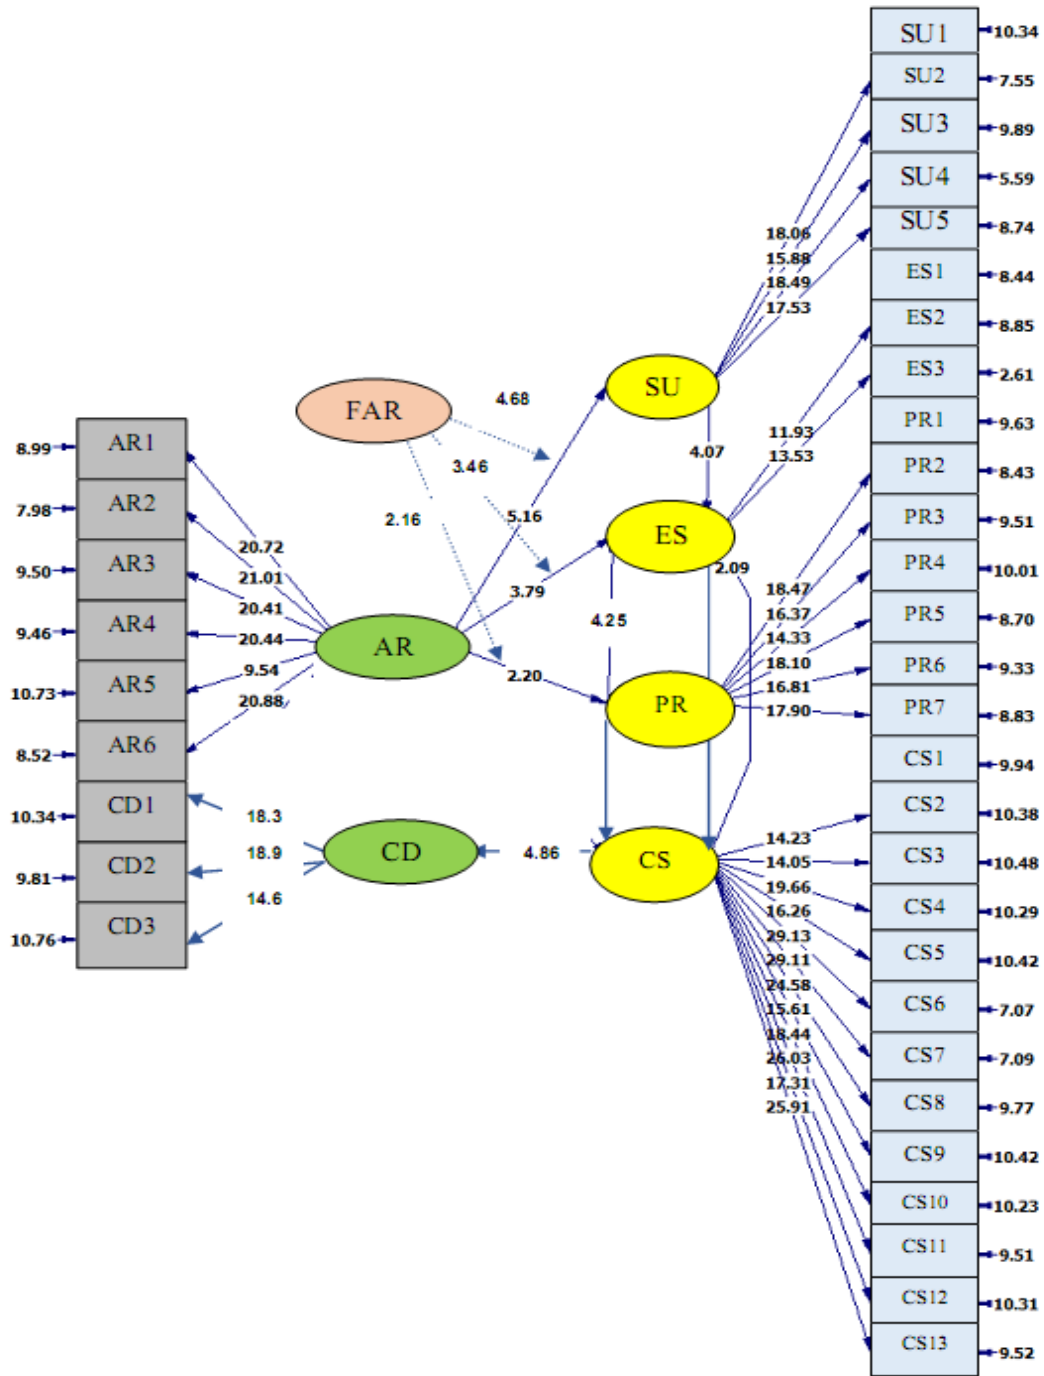 SU1 10.34
SU2 7.55
SU3 9.89
SU4 5.59
SU5 8.74
ES1 8.44
ES2 8.85
ES3 2.61
PR1 9.63
PR2 8.43
PR3 9.51
PR4 10.01
PR5 8.70
PR6 9.33
PR7 8.83
CS1 9.94
CS2 10.38
CS3 10.48
CS4 10.29
CS5 10.42
CS6 7.07
CS7 7.09
CS8 9.77
CS9 10.42
CS10 10.23
CS11 9.51
CS12 10.31
CS13 9.52
18.06
15.88
18.49
17.53
SU
FAR
4.68
3.46
2.16
5.16
4.07
11.93
13.53
ES
2.09
3.79
4.25
AR
2.20
PR
18.47
16.37
14.33
18.10
16.81
17.90
8.99 AR1
7.98 AR2
9.50 AR3
9.46 AR4
10.73 AR5
8.52 AR6
10.34 CD1
9.81 CD2
10.76 CD3
20.72
21.01
20.41
20.44
9.54
20.88
18.3
18.9
14.6
CD
4.86
CS
14.23
14.05
19.66
16.26
29.13
29.11
24.58
15.61
18.44
26.03
17.31
25.91